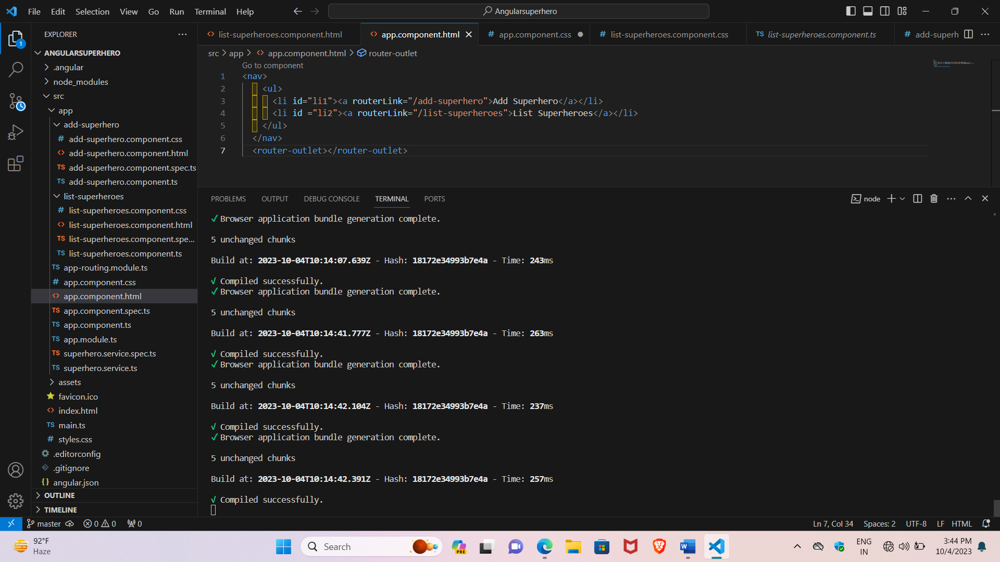 File Edit Selection View Go Run Terminal Help
Angularsuperhero
EXPLORER
list-superheroes.component.html
app.component.html
app.component.css
list-superheroes.component.css
list-superheroes.component.ts
add-superh
ANGULARSUPERHERO
.angular
node_modules
src
app
add-superhero
add-superhero.component.css
add-superhero.component.html
add-superhero.component.spec.ts
add-superhero.component.ts
list-superheroes
list-superheroes.component.css
list-superheroes.component.html
list-superheroes.component.spe...
list-superheroes.component.ts
app-routing.module.ts
app.component.css
app.component.html
app.component.spec.ts
app.component.ts
app.module.ts
superhero.service.spec.ts
superhero.service.ts
assets
favicon.ico
index.html
main.ts
styles.css
.editorconfig
.gitignore
angular.json
OUTLINE
TIMELINE
src > app > app.component.html > router-outlet
Go to component
1 <nav>
2 <ul>
3 <li id="li1"><a routerLink="/add-superhero">Add Superhero</a></li>
4 <li id ="li2"><a routerLink="/list-superheroes">List Superheroes</a></li>
5 </ul>
6 </nav>
7 <router-outlet></router-outlet>
PROBLEMS OUTPUT DEBUG CONSOLE TERMINAL PORTS
node
✓ Browser application bundle generation complete.
5 unchanged chunks
Build at: 2023-10-04T10:14:07.639Z - Hash: 18172e34993b7e4a - Time: 243ms
√ Compiled successfully.
✓ Browser application bundle generation complete.
5 unchanged chunks
Build at: 2023-10-04T10:14:41.777Z - Hash: 18172e34993b7e4a - Time: 263ms
√ Compiled successfully.
✓ Browser application bundle generation complete.
5 unchanged chunks
Build at: 2023-10-04T10:14:42.104Z - Hash: 18172e34993b7e4a - Time: 237ms
√ Compiled successfully.
✓ Browser application bundle generation complete.
5 unchanged chunks
Build at: 2023-10-04T10:14:42.391Z - Hash: 18172e34993b7e4a - Time: 257ms
√ Compiled successfully.
master 0 0 0
Ln 7, Col 34 Spaces: 2 UTF-8 LF HTML
92°F
Haze
Search
PRE
ENG
IN
3:44 PM
10/4/2023